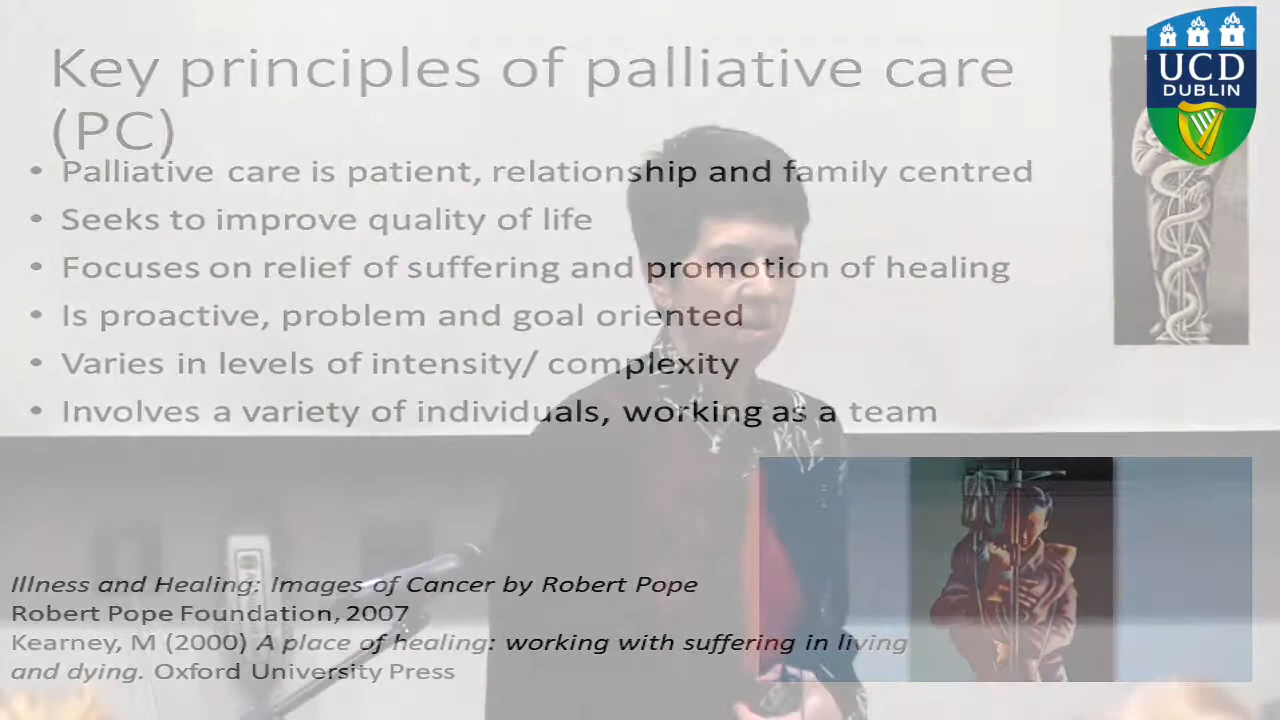 Key principles of palliative care
(PC)
• Palliative care is patient, relationship and family centred
• Seeks to improve quality of life
• Focuses on relief of suffering and promotion of healing
• Is proactive, problem and goal oriented
• Varies in levels of intensity/ complexity
• Involves a variety of individuals, working as a team
Illness and Healing: Images of Cancer by Robert Pope
Robert Pope Foundation, 2007
Kearney, M (2000) A place of healing: working with suffering in living
and dying. Oxford University Press
UCD
DUBLIN